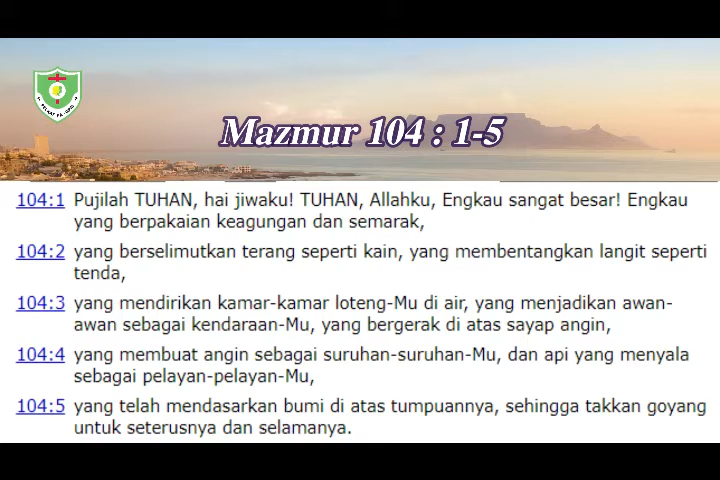 Mazmur 104 : 1-5
104:1 Pujilah TUHAN, hai jiwaku! TUHAN, Allahku, Engkau sangat besar! Engkau
yang berpakaian keagungan dan semarak,
104:2 yang berselimutkan terang seperti kain, yang membentangkan langit seperti
tenda,
104:3 yang mendirikan kamar-kamar loteng-Mu di air, yang menjadikan awan-
awan sebagai kendaraan-Mu, yang bergerak di atas sayap angin,
104:4 yang membuat angin sebagai suruhan-suruhan-Mu, dan api yang menyala
sebagai pelayan-pelayan-Mu,
104:5 yang telah mendasarkan bumi di atas tumpuannya, sehingga takkan goyang
untuk seterusnya dan selamanya.